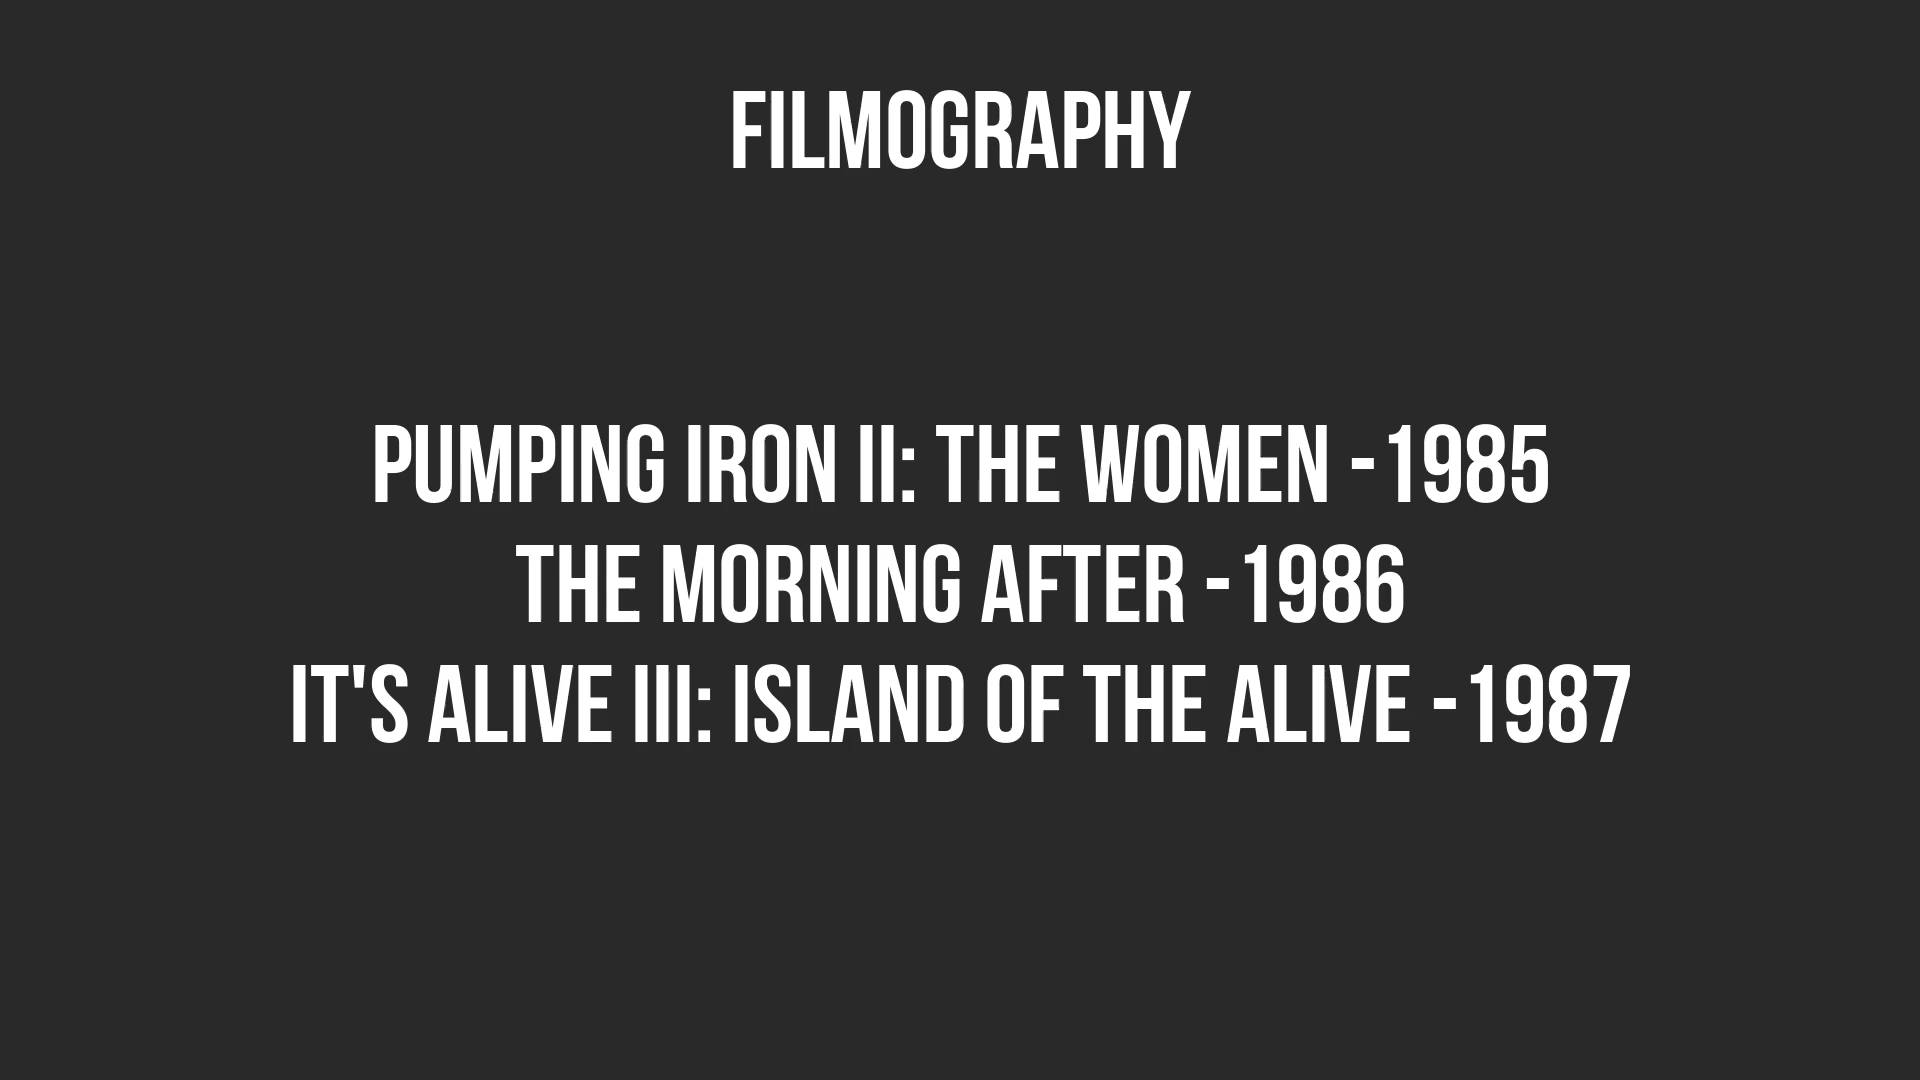 FILMOGRAPHY
PUMPING IRON II: THE WOMEN -1985
THE MORNING AFTER -1986
IT'S ALIVE III: ISLAND OF THE ALIVE -1987